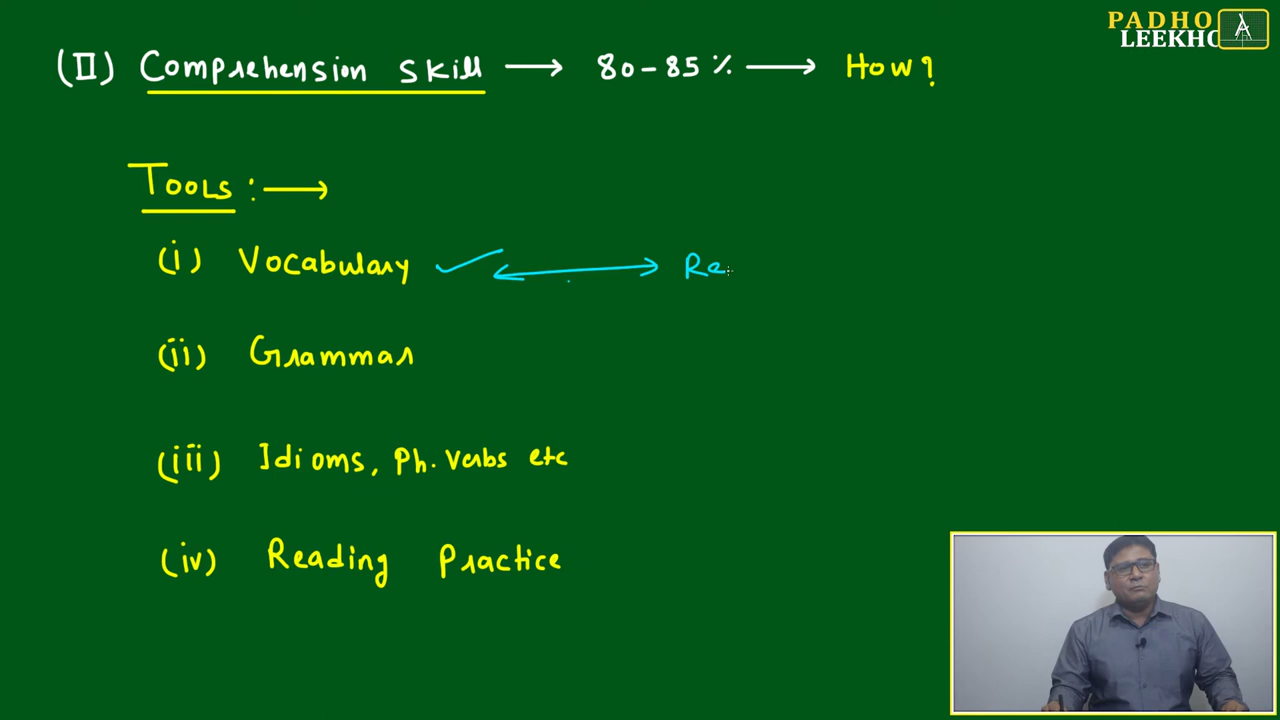 PADHO
LEEKHO
(II) Comprehension skill → 80-85% → How?
Tools :→
(i) Vocabulary ✓ ↔ Re
(ii) Grammar
(iii) Idioms, Ph. Verbs etc
(iv) Reading Practice